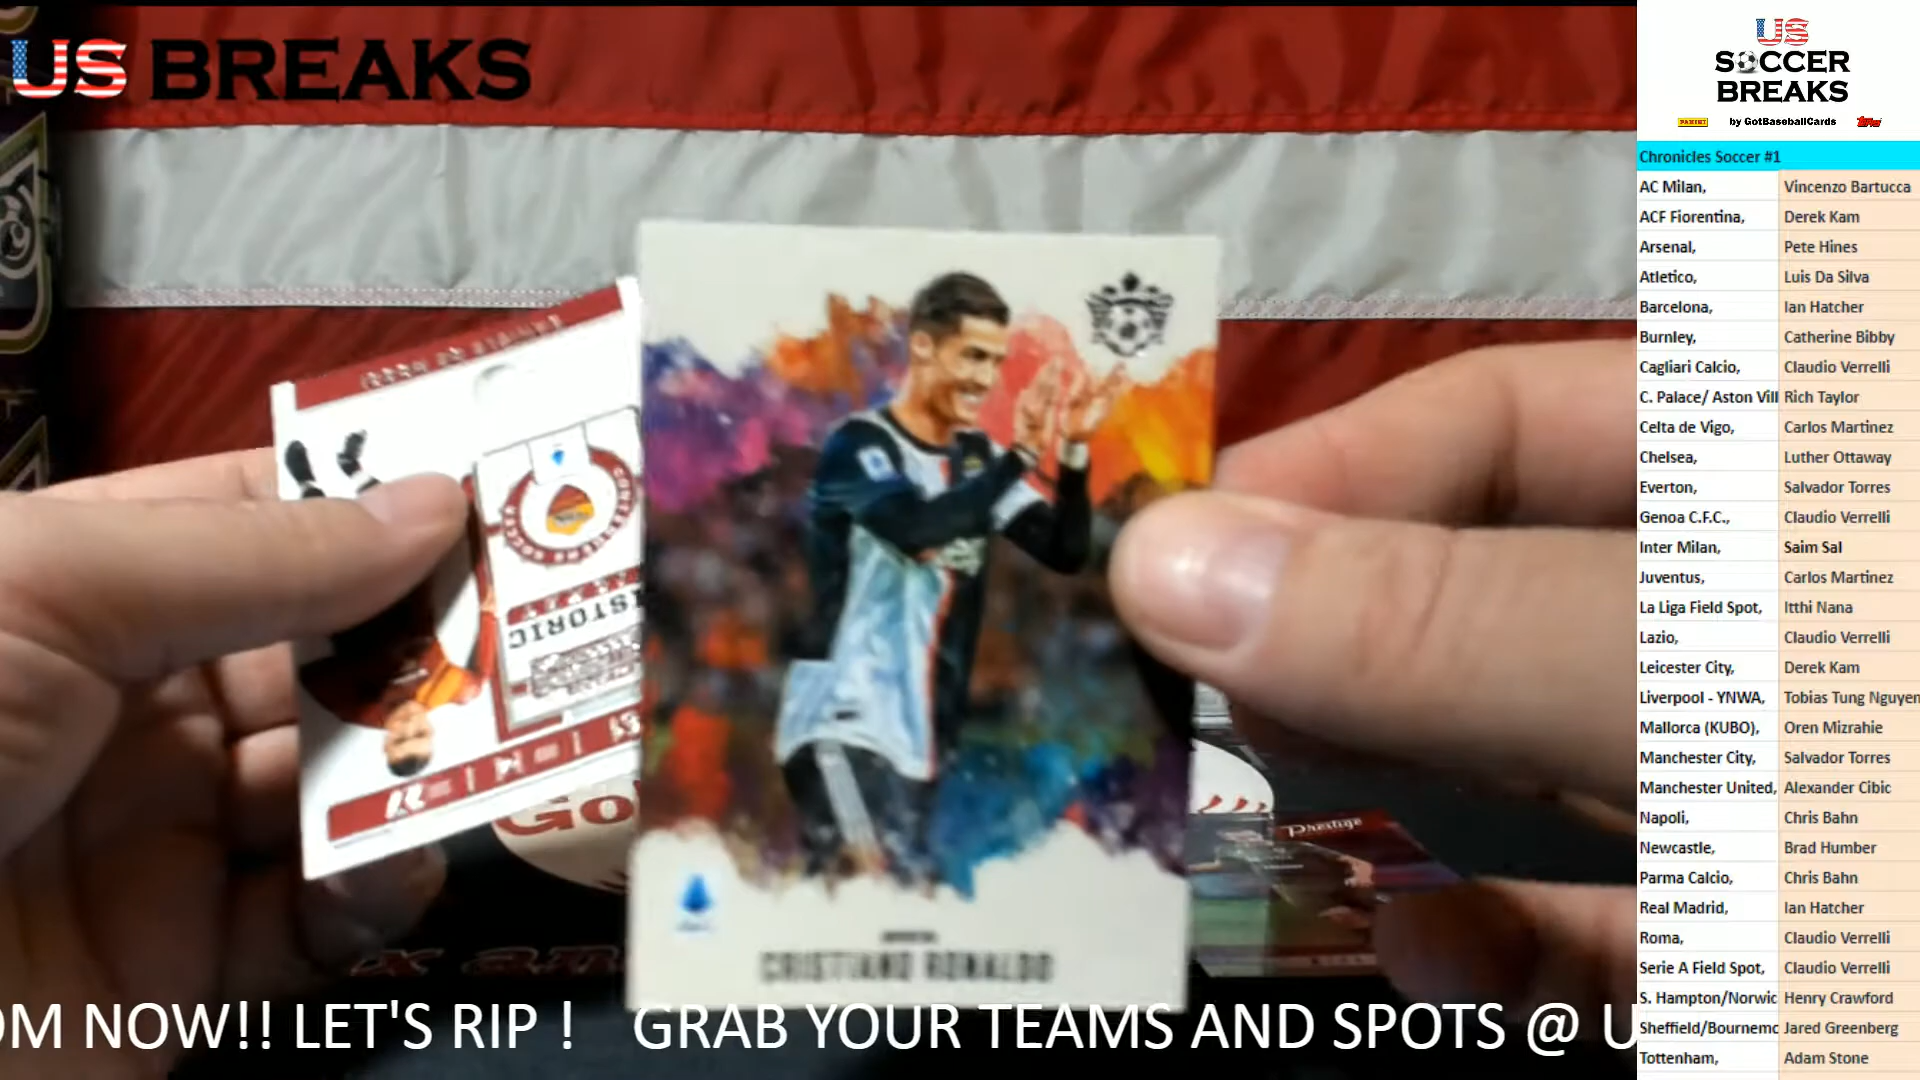 US BREAKS
US
SOCCER
BREAKS
PANINI by GotBaseballCards Topps
Chronicles Soccer #1
AC Milan, Vincenzo Bartucca
ACF Fiorentina, Derek Kam
Arsenal, Pete Hines
Atletico, Luis Da Silva
Barcelona, Ian Hatcher
Burnley, Catherine Bibby
Cagliari Calcio, Claudio Verrelli
C. Palace/ Aston Vill Rich Taylor
Celta de Vigo, Carlos Martinez
Chelsea, Luther Ottaway
Everton, Salvador Torres
Genoa C.F.C., Claudio Verrelli
Inter Milan, Saim Sal
Juventus, Carlos Martinez
La Liga Field Spot, Itthi Nana
Lazio, Claudio Verrelli
Leicester City, Derek Kam
Liverpool - YNWA, Tobias Tung Nguyen
Mallorca (KUBO), Oren Mizrahie
Manchester City, Salvador Torres
Manchester United, Alexander Cibic
Napoli, Chris Bahn
Newcastle, Brad Humber
Parma Calcio, Chris Bahn
Real Madrid, Ian Hatcher
Roma, Claudio Verrelli
Serie A Field Spot, Claudio Verrelli
S. Hampton/Norwic Henry Crawford
Sheffield/Bournemo Jared Greenberg
Tottenham, Adam Stone
CRISTIANO RONALDO
Prestige
Go
OM NOW!! LET'S RIP ! GRAB YOUR TEAMS AND SPOTS @ U